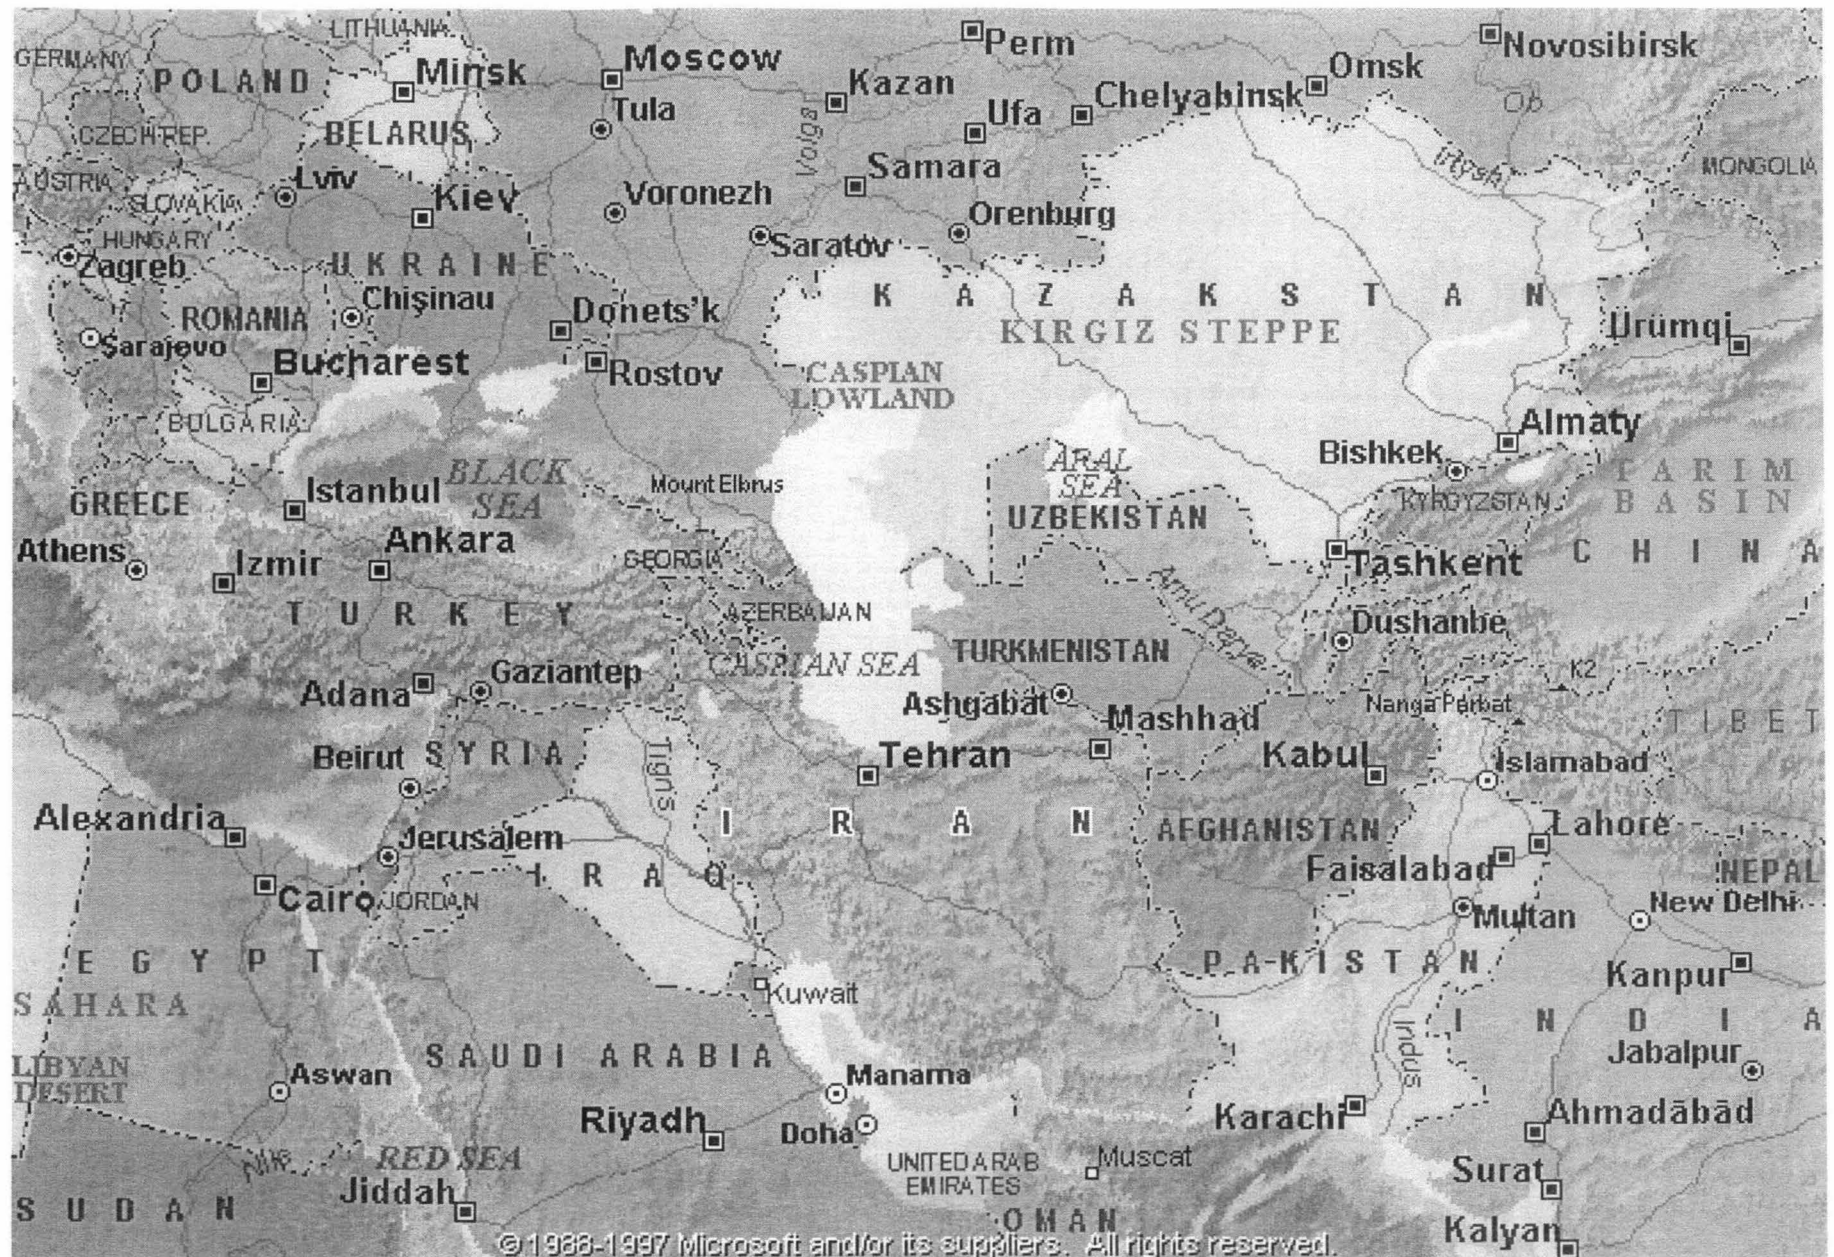 LITHUANIA
Perm
Novosibirsk
GERMANY
POLAND
Minsk
Moscow
Omsk
Kazan
Chelyabinsk
Ob
Tula
Ufa
CZECH REP.
BELARUS
Volga
Samara
Irtysh
MONGOLIA
AUSTRIA
Lviv
SLOVAKIA
Kiev
Voronezh
Orenburg
HUNGARY
Saratov
Zagreb
UKRAINE
Chişinau
KAZAKSTAN
ROMANIA
Donets'k
KIRGIZ STEPPE
Ürümqi
Sarajevo
Bucharest
Rostov
CASPIAN
LOWLAND
BULGARIA
Almaty
Bishkek
BLACK
SEA
Mount Elbrus
ARAL
SEA
TARIM
BASIN
GREECE
Istanbul
UZBEKISTAN
KYRGYZSTAN
Athens
Izmir
Ankara
GEORGIA
Tashkent
CHINA
TURKEY
AZERBAIJAN
Amu Darya
Dushanbe
CASPIAN SEA
TURKMENISTAN
K2
Adana
Gaziantep
Ashgabat
Mashhad
Nanga Parbat
TIBET
Beirut
SYRIA
Tigris
Tehran
Kabul
Islamabad
Alexandria
Jerusalem
IRAN
AFGHANISTAN
Lahore
Faisalabad
IRAQ
NEPAL
Cairo
JORDAN
Multan
New Delhi
EGYPT
PAKISTAN
Kanpur
SAHARA
Kuwait
Indus
INDIA
SAUDI ARABIA
LIBYAN
DESERT
Aswan
Manama
Jabalpur
Riyadh
Doha
Karachi
Ahmadābād
Nile
RED SEA
UNITED ARAB
EMIRATES
Muscat
Surat
SUDAN
Jiddah
OMAN
Kalyan
©1988-1997 Microsoft and/or its suppliers. All rights reserved.